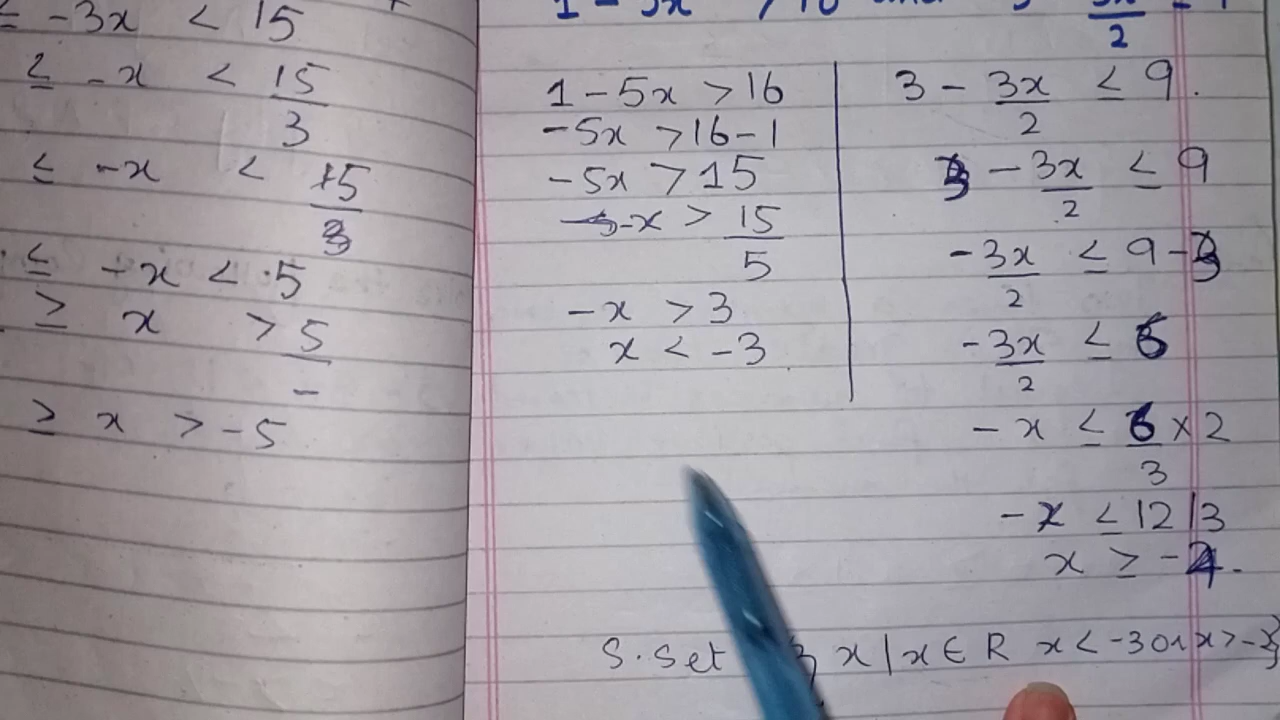 ≤ -3x < 15
≤ -x < 15/3
≤ -x < 15/3
≤ -x < 5
≥ x > 5/-
≥ x > -5
1 - 5x > 16
-5x > 16 - 1
-5x > 15
-x > 15/5
-x > 3
x < -3
3 - 3x/2 ≤ 9.
3 - 3x/2 ≤ 9
-3x/2 ≤ 9 - 3
-3x/2 ≤ 6
-x ≤ 6 × 2/3
-x ≤ 12/3
x ≥ -4.
S.Set { x / x ∈ R x < -3 or x > -